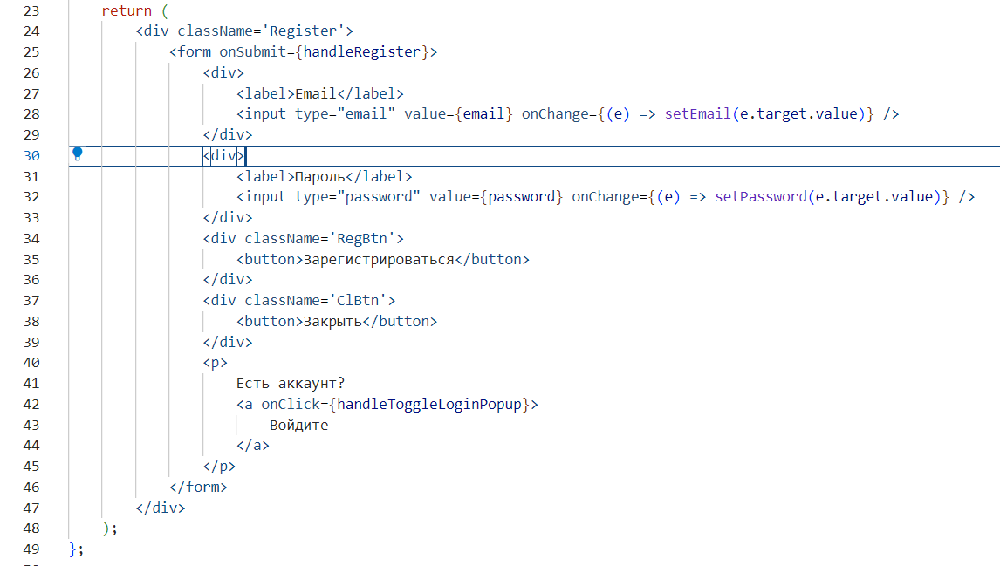 23 return (
24 <div className='Register'>
25 <form onSubmit={handleRegister}>
26 <div>
27 <label>Email</label>
28 <input type="email" value={email} onChange={(e) => setEmail(e.target.value)} />
29 </div>
30 <div>
31 <label>Пароль</label>
32 <input type="password" value={password} onChange={(e) => setPassword(e.target.value)} />
33 </div>
34 <div className='RegBtn'>
35 <button>Зарегистрироваться</button>
36 </div>
37 <div className='ClBtn'>
38 <button>Закрыть</button>
39 </div>
40 <p>
41 Есть аккаунт?
42 <a onClick={handleToggleLoginPopup}>
43 Войдите
44 </a>
45 </p>
46 </form>
47 </div>
48 );
49 };